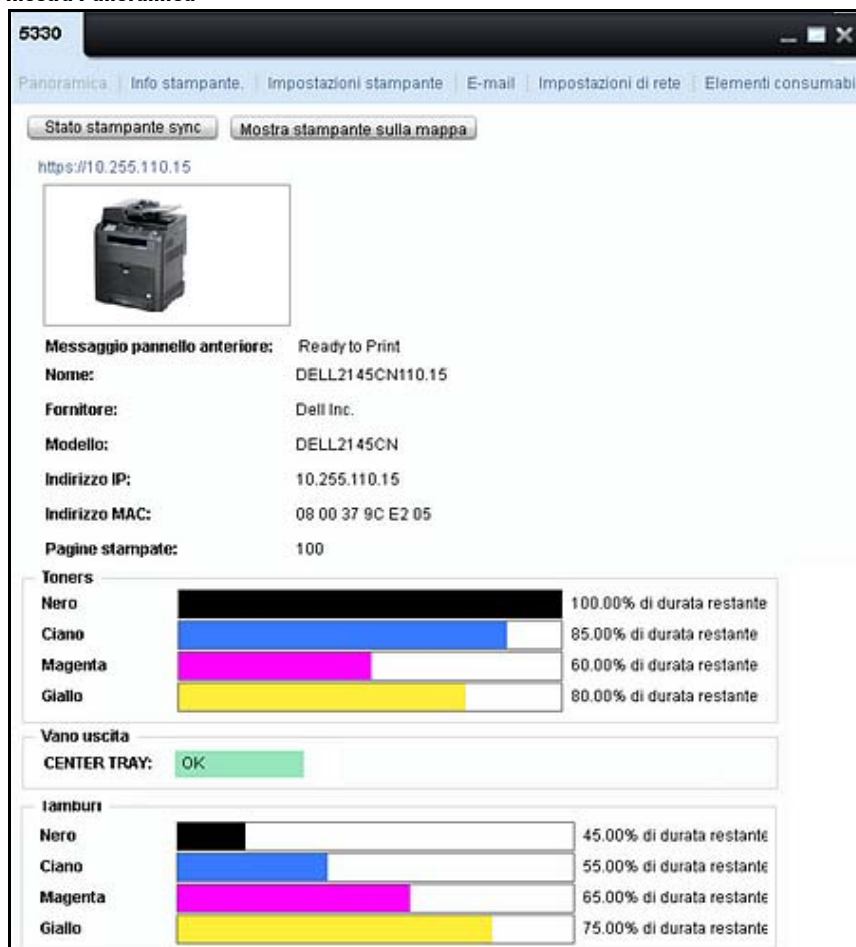 5330
Panoramica | Info stampante. | Impostazioni stampante | E-mail | Impostazioni di rete | Elementi consumabi
Stato stampante sync Mostra stampante sulla mappa
https://10.255.110.15
Messaggio pannello anteriore: Ready to Print
Nome: DELL2145CN110.15
Fornitore: Dell Inc.
Modello: DELL2145CN
Indirizzo IP: 10.255.110.15
Indirizzo MAC: 08 00 37 9C E2 05
Pagine stampate: 100
Toners
Nero 100.00% di durata restante
Ciano 85.00% di durata restante
Magenta 60.00% di durata restante
Giallo 80.00% di durata restante
Vano uscita
CENTER TRAY: OK
Tamburi
Nero 45.00% di durata restante
Ciano 55.00% di durata restante
Magenta 65.00% di durata restante
Giallo 75.00% di durata restante